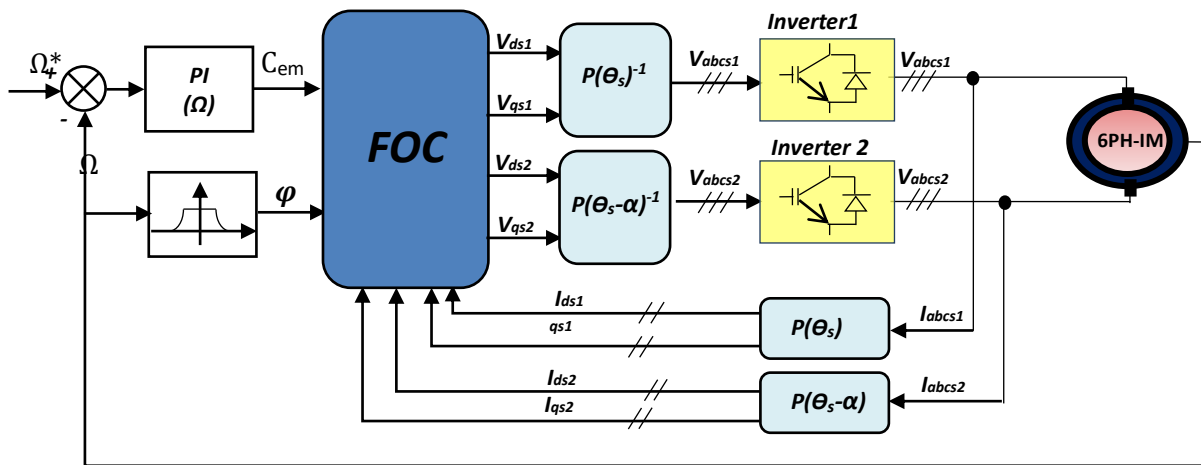 Ω*
+
-
Ω
PI
(Ω)
Cem
φ
FOC
Vds1
Vqs1
Vds2
Vqs2
P(Θs)-1
P(Θs-α)-1
Vabcs1
Vabcs2
Inverter1
Inverter 2
Vabcs1
Vabcs2
6PH-IM
Ids1
qs1
Ids2
Iqs2
P(Θs)
P(Θs-α)
Iabcs1
Iabcs2